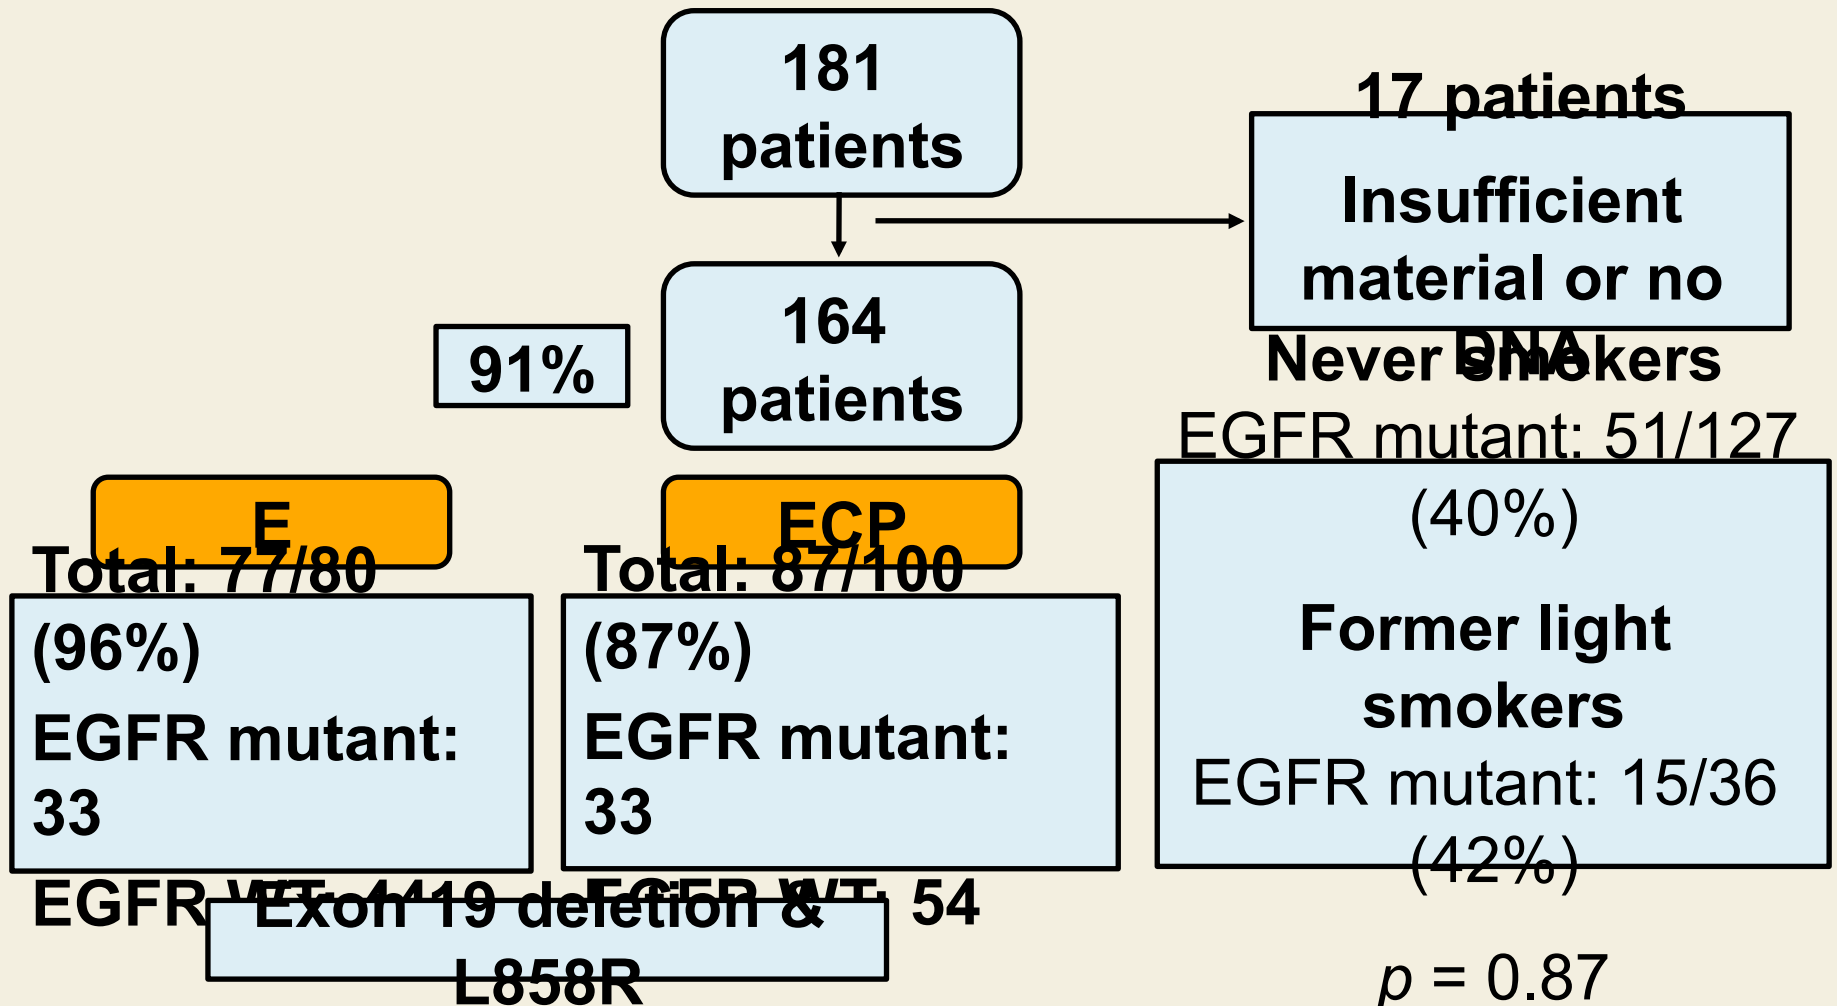 181
patients
17 patients
Insufficient
material or no
DNA
164
patients
91%
Never smokers
EGFR mutant: 51/127
(40%)
Former light
smokers
EGFR mutant: 15/36
(42%)
p = 0.87
E
Total: 77/80
(96%)
EGFR mutant:
33
EGFR WT: 44
ECP
Total: 87/100
(87%)
EGFR mutant:
33
EGFR WT: 54
Exon 19 deletion &
L858R